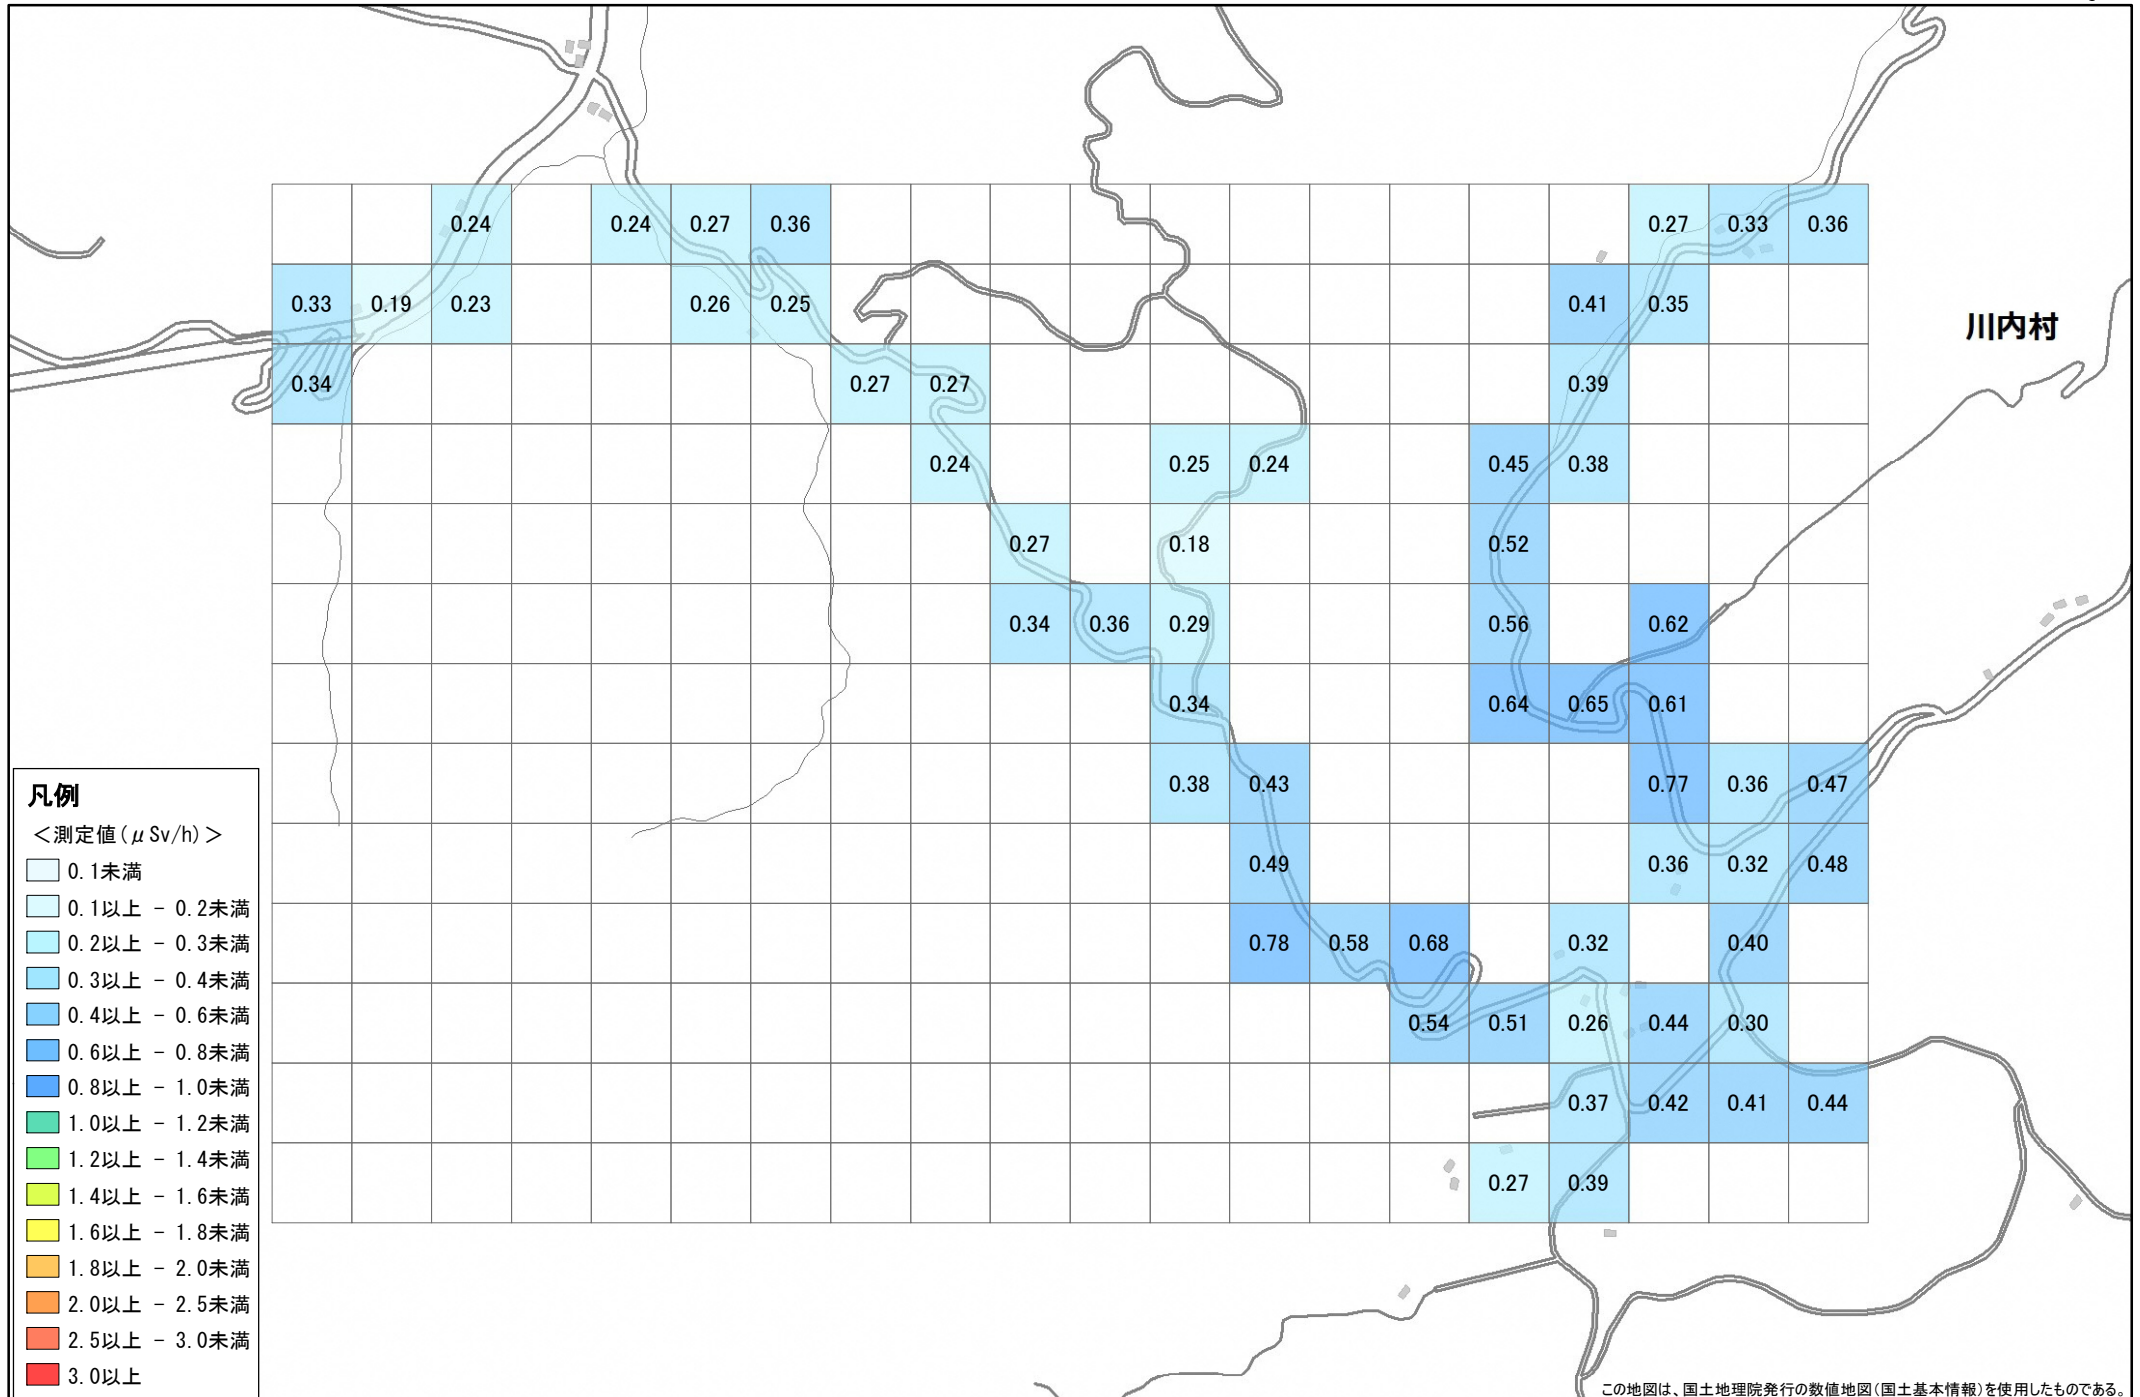 0.24 0.24 0.27 0.36 0.27 0.33 0.36
0.33 0.19 0.23 0.26 0.25 0.41 0.35
川内村
0.34 0.27 0.27 0.39
0.24 0.25 0.24 0.45 0.38
0.27 0.18 0.52
0.34 0.36 0.29 0.56 0.62
0.34 0.64 0.65 0.61
0.38 0.43 0.77 0.36 0.47
0.49 0.36 0.32 0.48
0.78 0.58 0.68 0.32 0.40
0.54 0.51 0.26 0.44 0.30
0.37 0.42 0.41 0.44
0.27 0.39
凡例
<測定値(μSv/h)>
0.1未満
0.1以上 - 0.2未満
0.2以上 - 0.3未満
0.3以上 - 0.4未満
0.4以上 - 0.6未満
0.6以上 - 0.8未満
0.8以上 - 1.0未満
1.0以上 - 1.2未満
1.2以上 - 1.4未満
1.4以上 - 1.6未満
1.6以上 - 1.8未満
1.8以上 - 2.0未満
2.0以上 - 2.5未満
2.5以上 - 3.0未満
3.0以上
この地図は、国土地理院発行の数値地図(国土基本情報)を使用したものである。